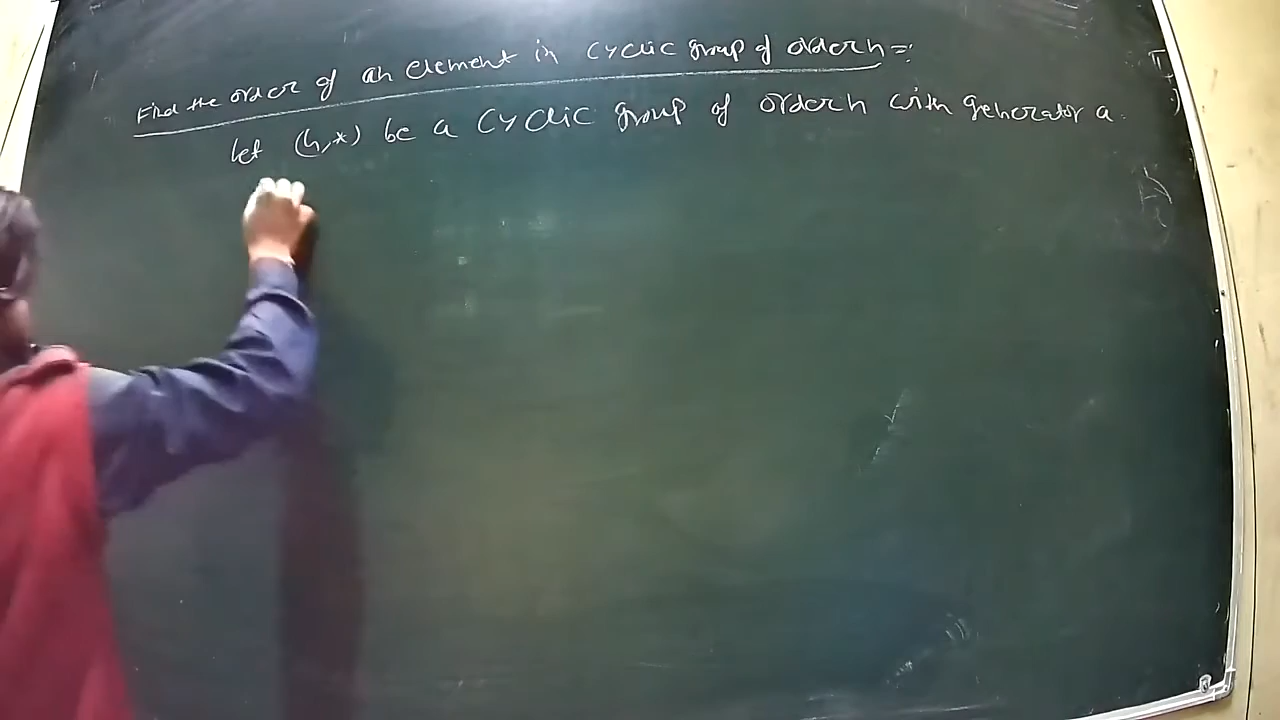 Find the order of an element in cyclic group of order n =:
let (G,*) be a cyclic group of order n with generator a.